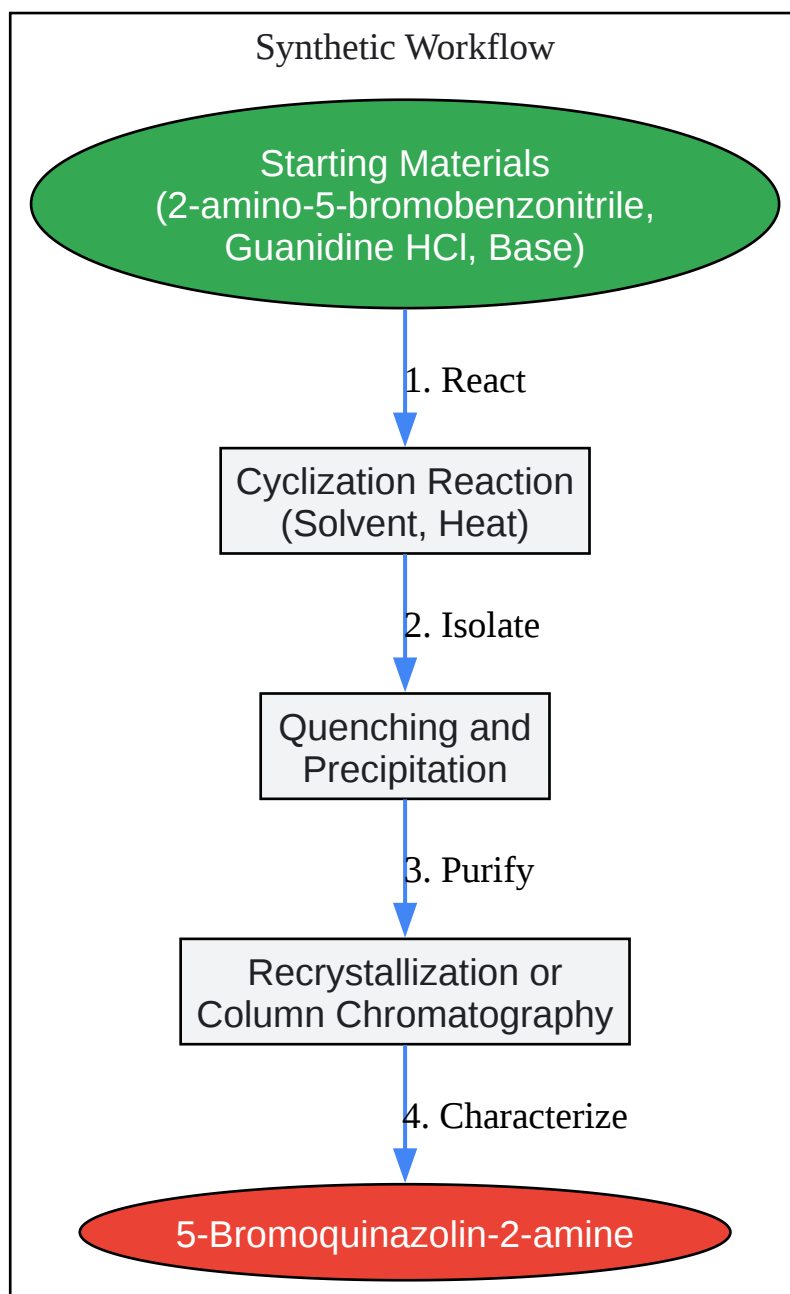 Synthetic Workflow
Starting Materials
(2-amino-5-bromobenzonitrile,
Guanidine HCl, Base)
1. React
Cyclization Reaction
(Solvent, Heat)
2. Isolate
Quenching and
Precipitation
3. Purify
Recrystallization or
Column Chromatography
4. Characterize
5-Bromoquinazolin-2-amine